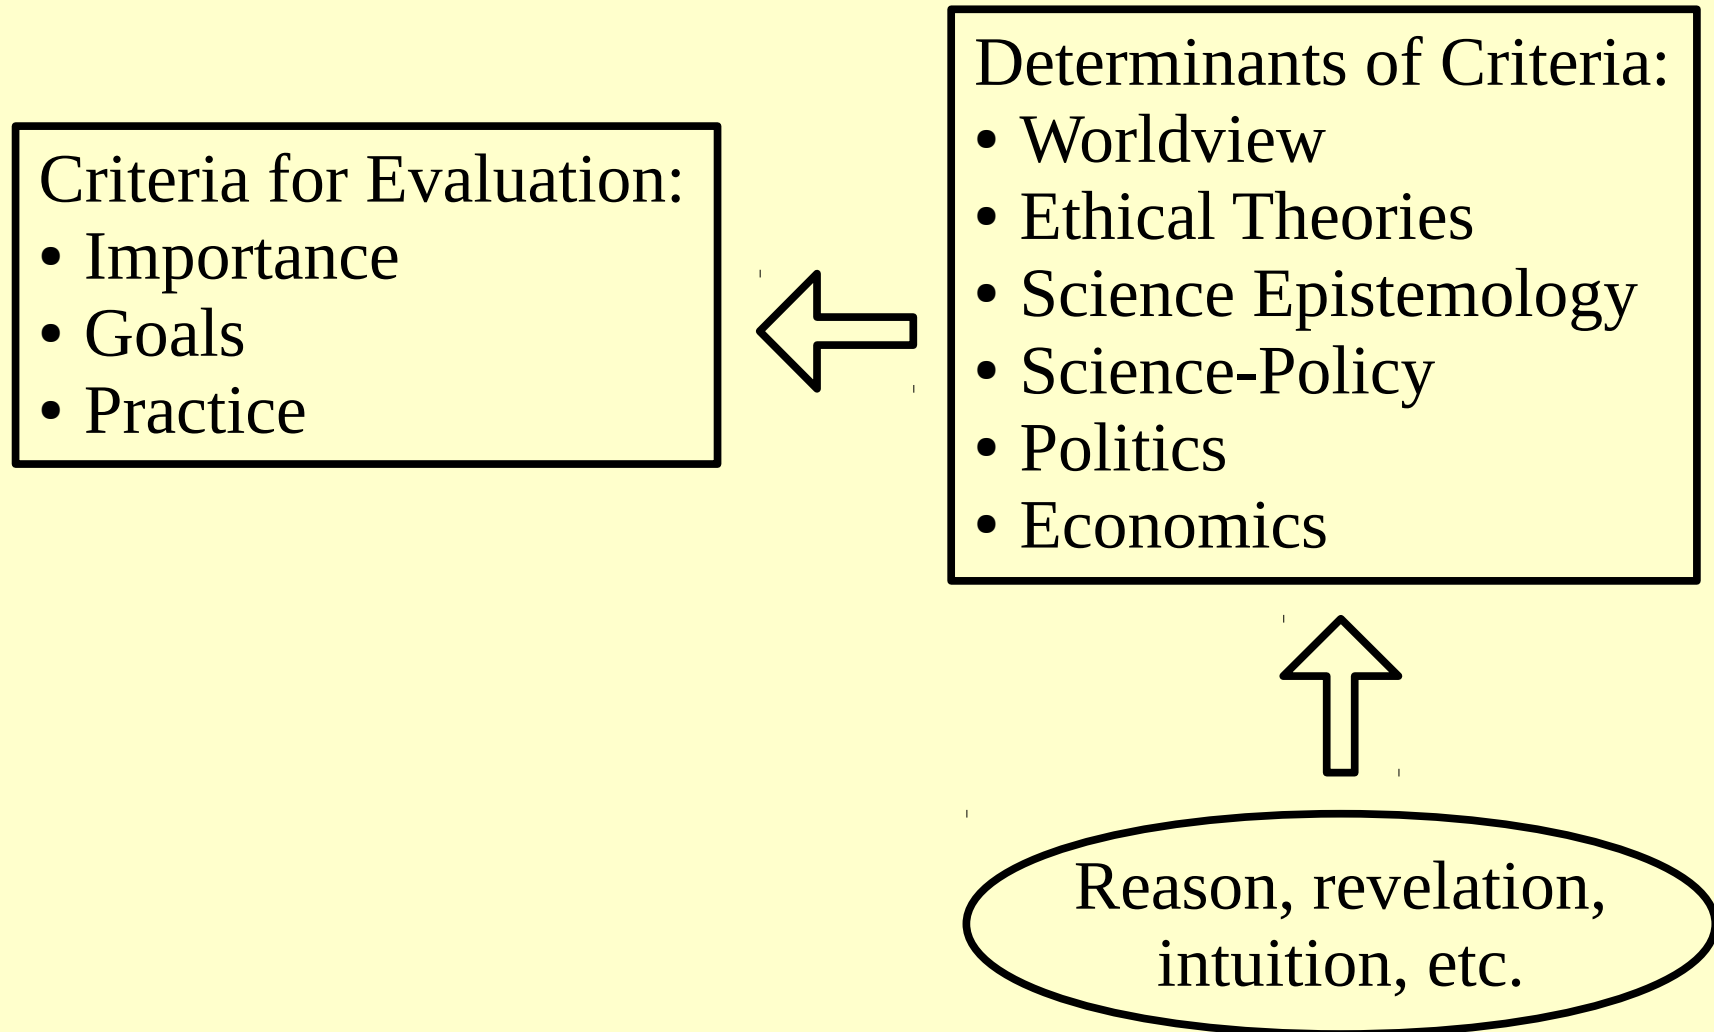 Criteria for Evaluation:
• Importance
• Goals
• Practice
Determinants of Criteria:
• Worldview
• Ethical Theories
• Science Epistemology
• Science-Policy
• Politics
• Economics
Reason, revelation,
intuition, etc.